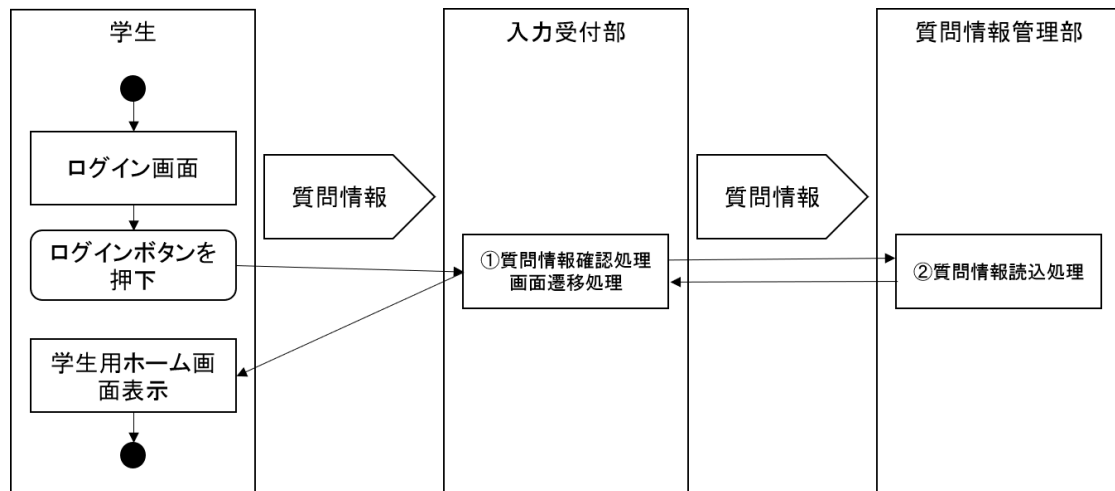 学生
入力受付部
質問情報管理部
ログイン画面
質問情報
質問情報
ログインボタンを
押下
①質問情報確認処理
画面遷移処理
②質問情報読込処理
学生用ホーム画
面表示